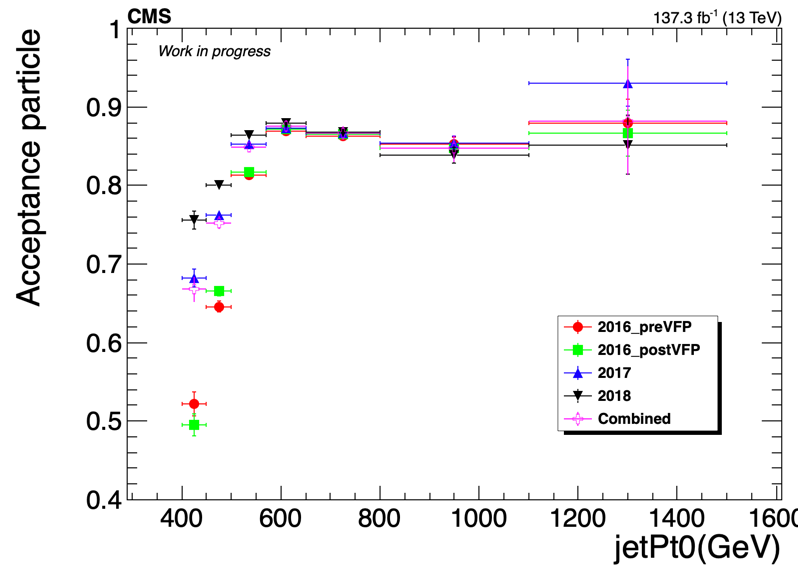 CMS
137.3 fb⁻¹ (13 TeV)
Work in progress
Acceptance particle
1
0.9
0.8
0.7
0.6
0.5
0.4
2016_preVFP
2016_postVFP
2017
2018
Combined
400 600 800 1000 1200 1400 1600
jetPt0(GeV)